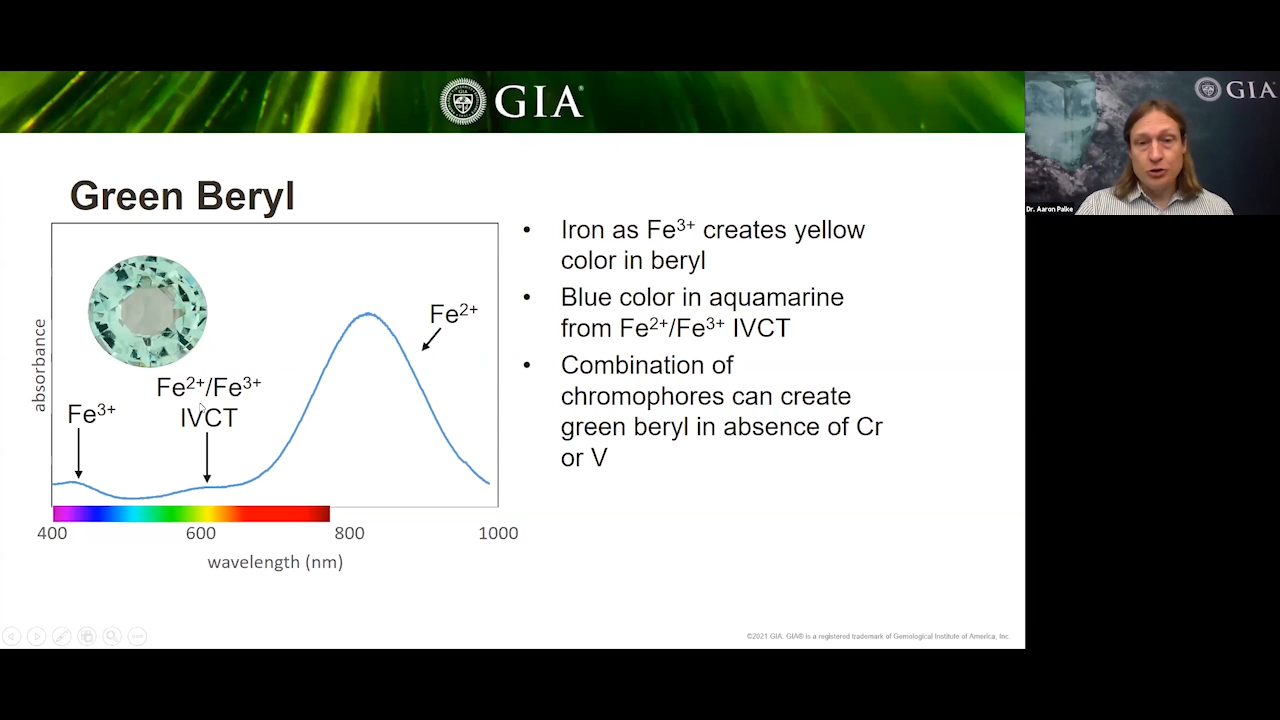 GIA®
GIA
Dr. Aaron Palke
Green Beryl
absorbance
Fe³⁺
Fe²⁺/Fe³⁺
IVCT
Fe²⁺
400
600
800
1000
wavelength (nm)
• Iron as Fe³⁺ creates yellow
color in beryl
• Blue color in aquamarine
from Fe²⁺/Fe³⁺ IVCT
• Combination of
chromophores can create
green beryl in absence of Cr
or V
©2021 GIA. GIA® is a registered trademark of Gemological Institute of America, Inc.